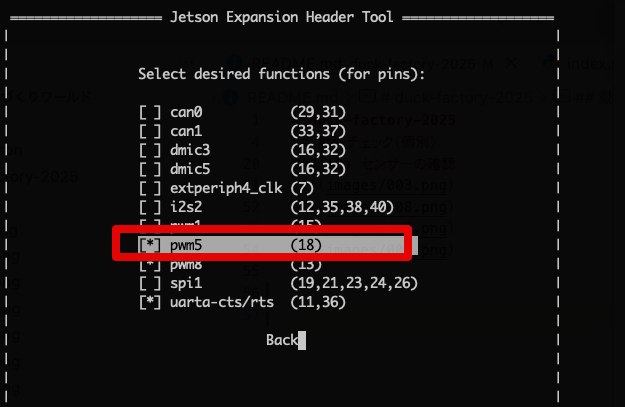 ==================== Jetson Expansion Header Tool ====================
Select desired functions (for pins):
[ ] can0 (29,31)
[ ] can1 (33,37)
[ ] dmic3 (16,32)
[ ] dmic5 (16,32)
[ ] extperiph4_clk (7)
[ ] i2s2 (12,35,38,40)
[ ] pwm1 (15)
[*] pwm5 (18)
[*] pwm8 (13)
[ ] spi1 (19,21,23,24,26)
[*] uarta-cts/rts (11,36)
Back